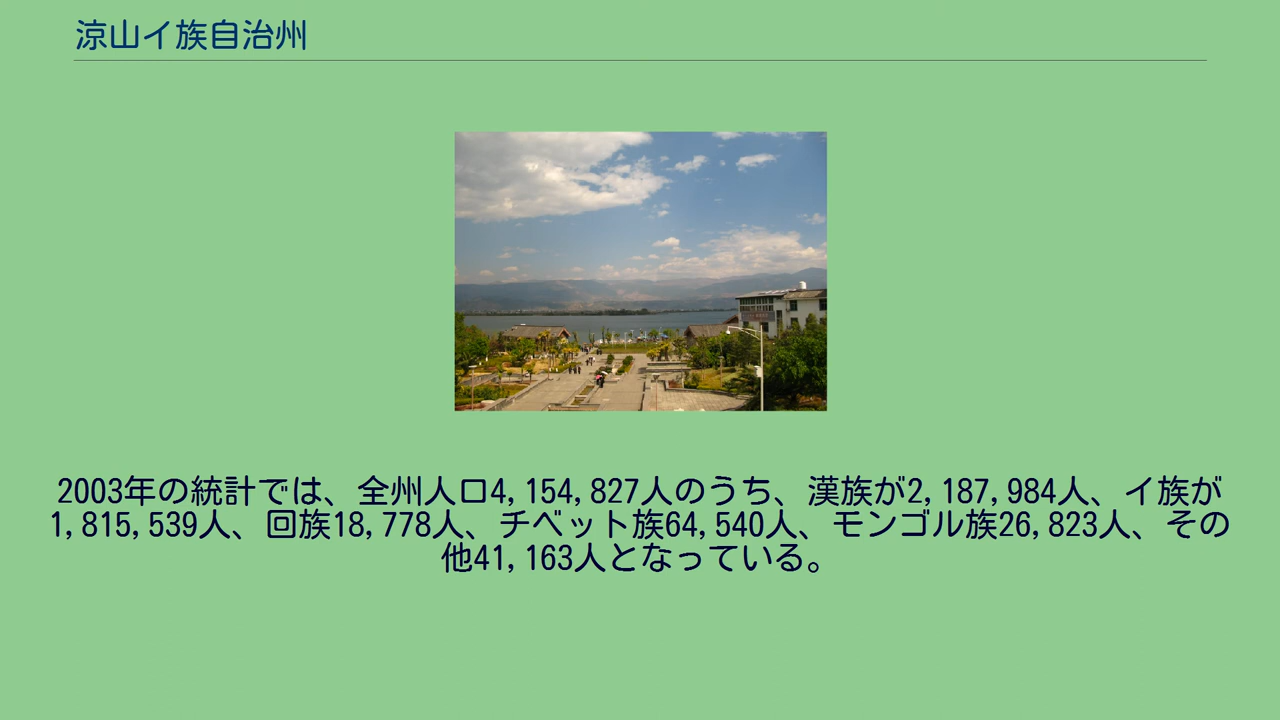 涼山イ族自治州
2003年の統計では、全州人口4,154,827人のうち、漢族が2,187,984人、イ族が
1,815,539人、回族18,778人、チベット族64,540人、モンゴル族26,823人、その
他41,163人となっている。